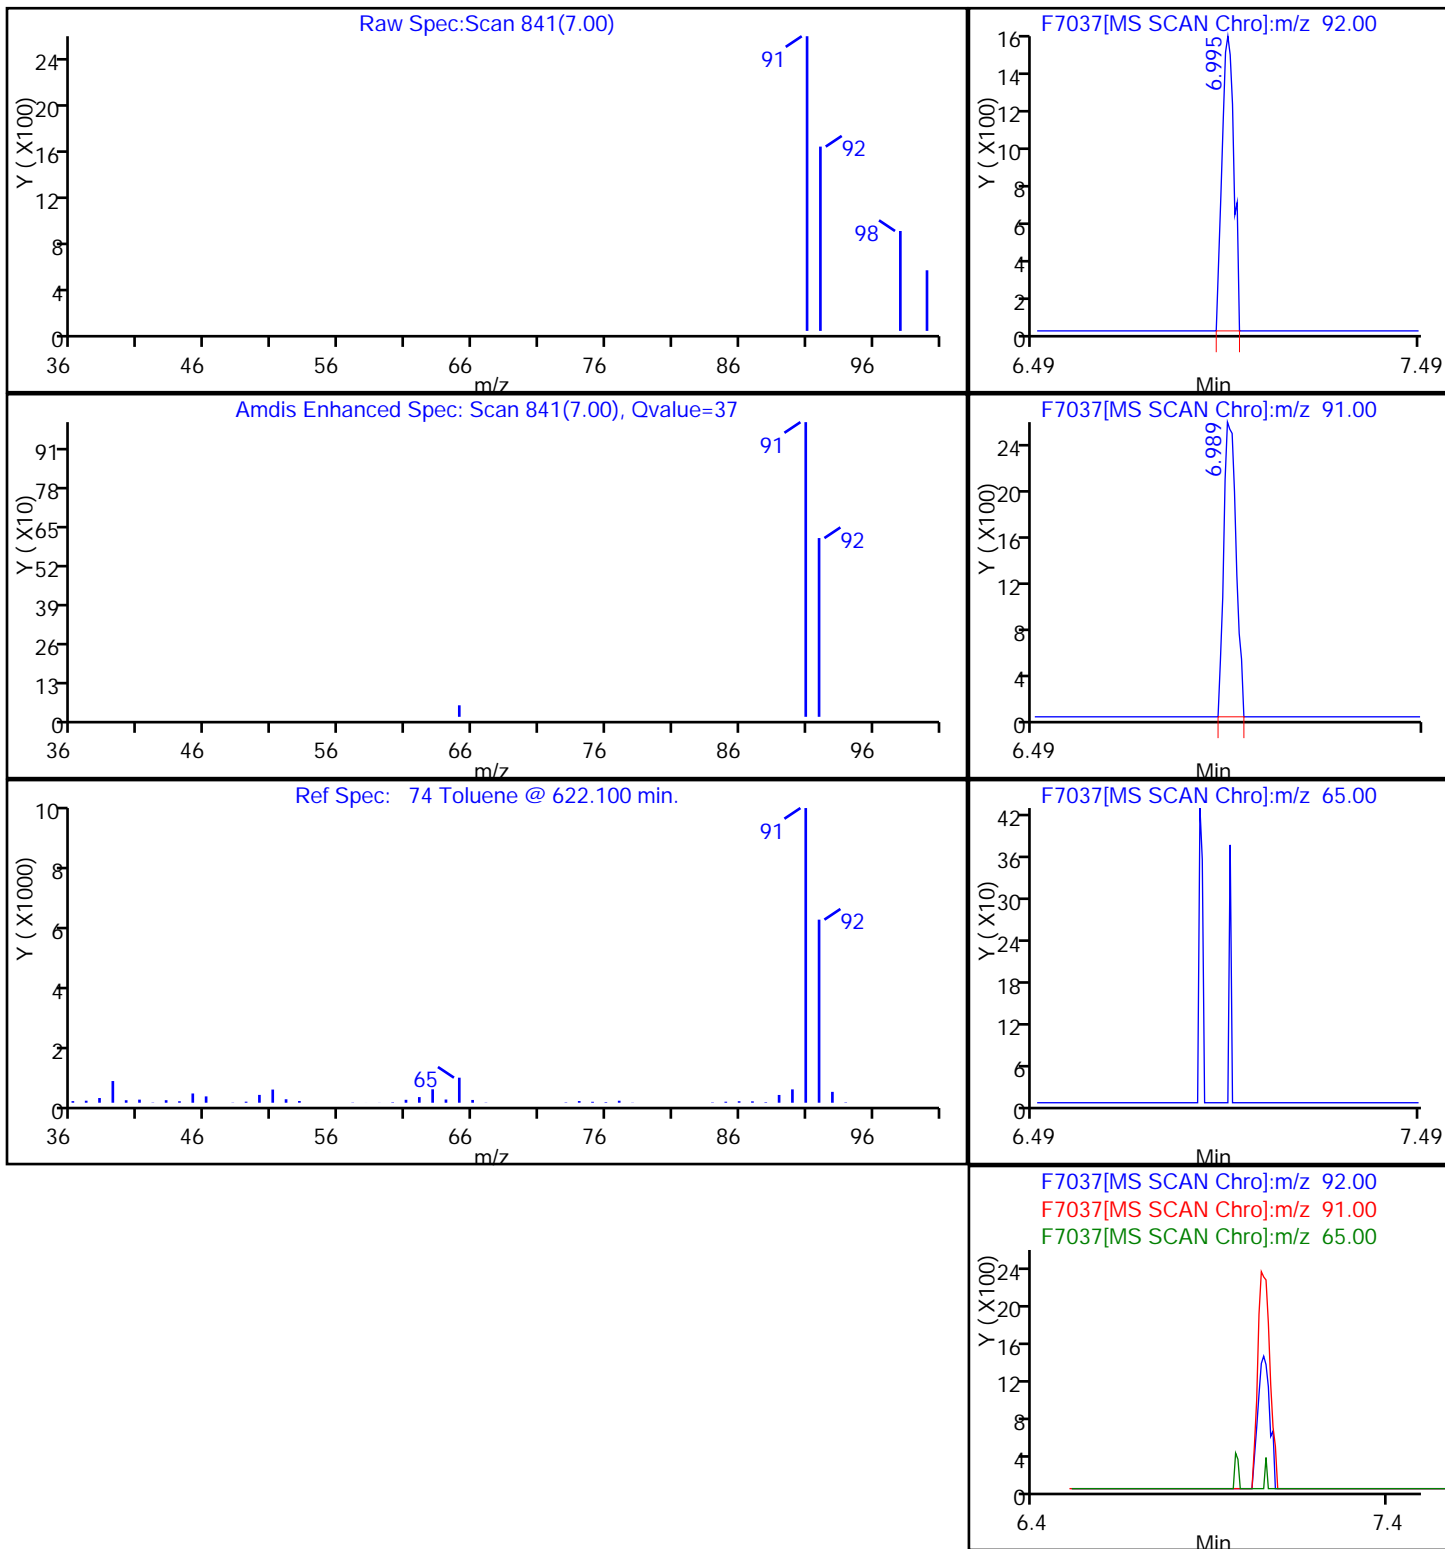 Raw Spec:Scan 841(7.00)
Y ( X100)
24
20
16
12
8
4
0
91
92
98
36 46 56 66 76 86 96
m/z
F7037[MS SCAN Chro]:m/z 92.00
Y ( X100)
16
14
12
10
8
6
4
2
0
6.995
6.49 7.49
Min
Amdis Enhanced Spec: Scan 841(7.00), Qvalue=37
Y ( X10)
91
78
65
52
39
26
13
0
91
92
36 46 56 66 76 86 96
m/z
F7037[MS SCAN Chro]:m/z 91.00
Y ( X100)
24
20
16
12
8
4
0
6.989
6.49
Min
Ref Spec: 74 Toluene @ 622.100 min.
Y ( X1000)
10
8
6
4
2
0
91
92
65
36 46 56 66 76 86 96
m/z
F7037[MS SCAN Chro]:m/z 65.00
Y ( X10)
42
36
30
24
18
12
6
0
6.49 7.49
Min
F7037[MS SCAN Chro]:m/z 92.00
F7037[MS SCAN Chro]:m/z 91.00
F7037[MS SCAN Chro]:m/z 65.00
Y ( X100)
24
20
16
12
8
4
0
6.4 7.4
Min